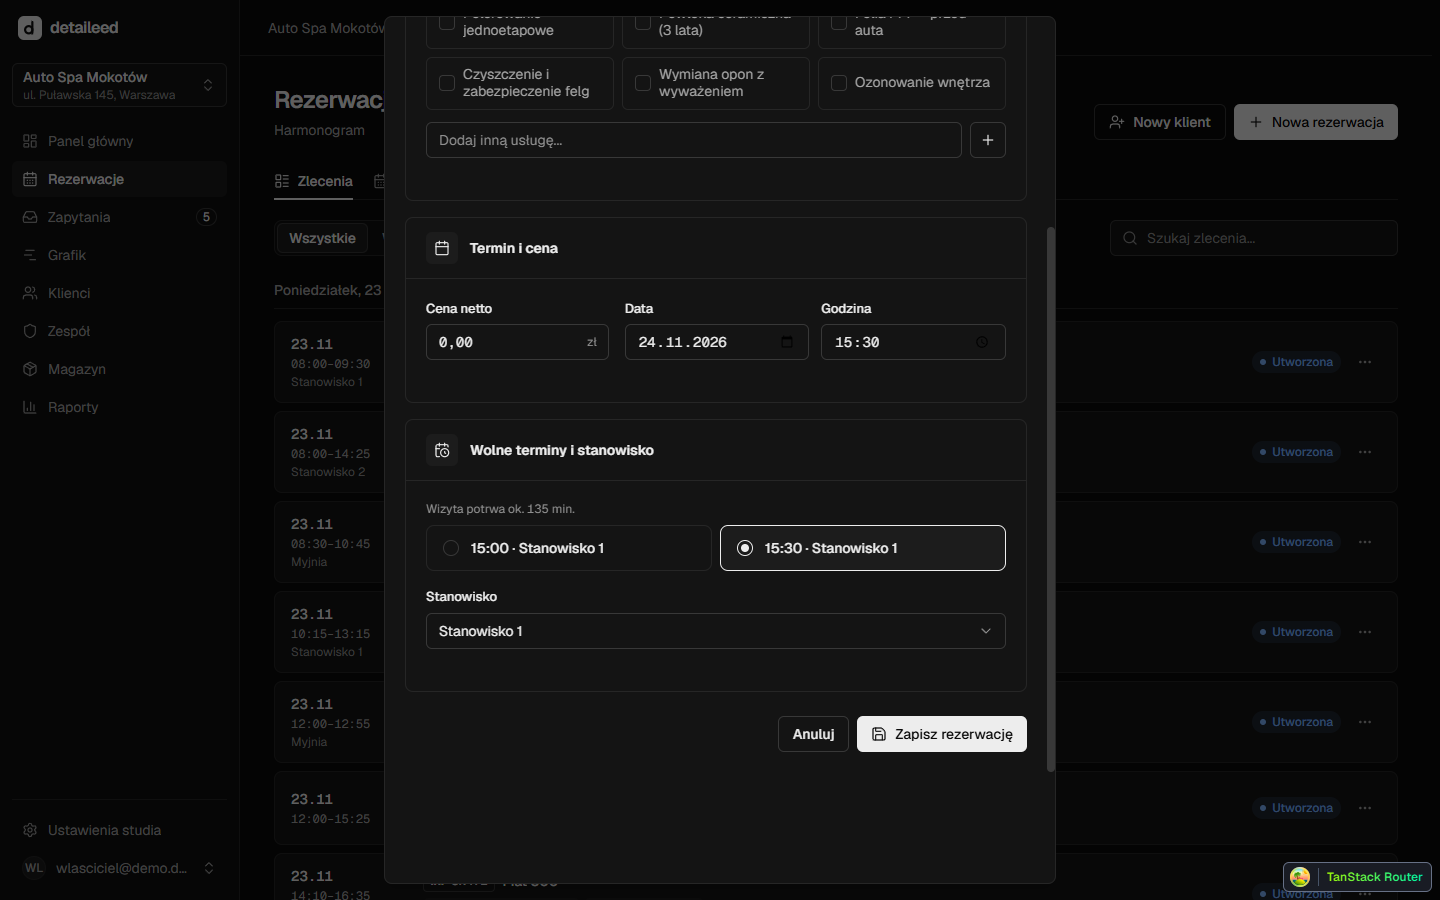 detaileed
Auto Spa Mokotów
ul. Puławska 145, Warszawa
Panel główny
Rezerwacje
Zapytania 5
Grafik
Klienci
Zespół
Magazyn
Raporty
Ustawienia studia
WL wlasciciel@demo.d...
Auto Spa Mokotów
Harmonogram
Nowy klient
Nowa rezerwacja
Zlecenia
Wszystkie
Szukaj zlecenia...
Poniedziałek, 23
23.11
08:00-09:30
Stanowisko 1
Utworzona
23.11
08:00-14:25
Stanowisko 2
Utworzona
23.11
08:30-10:45
Myjnia
Utworzona
23.11
10:15-13:15
Stanowisko 1
Utworzona
23.11
12:00-12:55
Myjnia
Utworzona
23.11
12:00-15:25
Utworzona
23.11
14:10-16:35
Utworzona
jednoetapowe
(3 lata)
auta
Czyszczenie i
zabezpieczenie felg
Wymiana opon z
wyważeniem
Ozonowanie wnętrza
Dodaj inną usługę...
Termin i cena
Cena netto
0,00 zł
Data
24.11.2026
Godzina
15:30
Wolne terminy i stanowisko
Wizyta potrwa ok. 135 min.
15:00 · Stanowisko 1
15:30 · Stanowisko 1
Stanowisko
Stanowisko 1
Anuluj
Zapisz rezerwację
TanStack Router